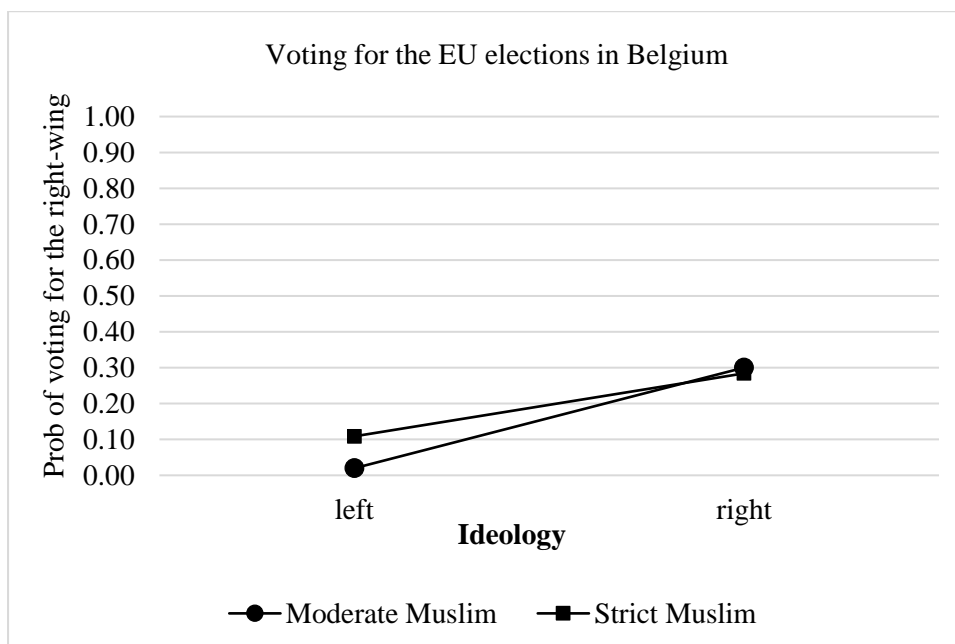 Voting for the EU elections in Belgium
Prob of voting for the right-wing
1.00
0.90
0.80
0.70
0.60
0.50
0.40
0.30
0.20
0.10
0.00
left
right
Ideology
Moderate Muslim
Strict Muslim